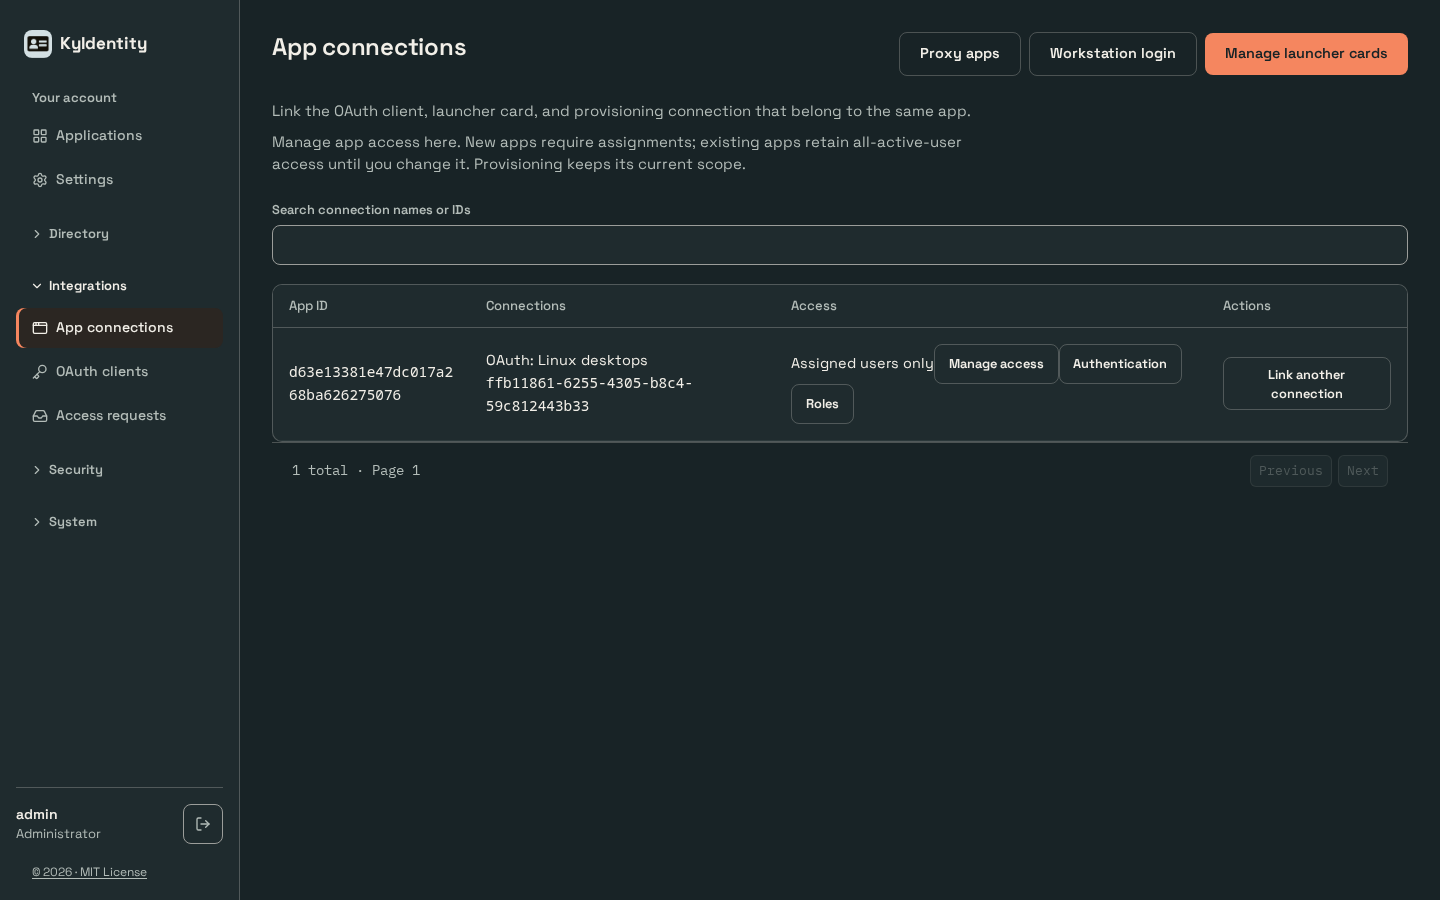 KyIdentity
Your account
Applications
Settings
Directory
Integrations
App connections
OAuth clients
Access requests
Security
System
admin
Administrator
© 2026 · MIT License
App connections
Proxy apps
Workstation login
Manage launcher cards
Link the OAuth client, launcher card, and provisioning connection that belong to the same app.
Manage app access here. New apps require assignments; existing apps retain all-active-user
access until you change it. Provisioning keeps its current scope.
Search connection names or IDs
App ID
Connections
Access
Actions
d63e13381e47dc017a2
68ba626275076
OAuth: Linux desktops
ffb11861-6255-4305-b8c4-
59c812443b33
Assigned users only
Manage access
Authentication
Roles
Link another
connection
1 total · Page 1
Previous
Next